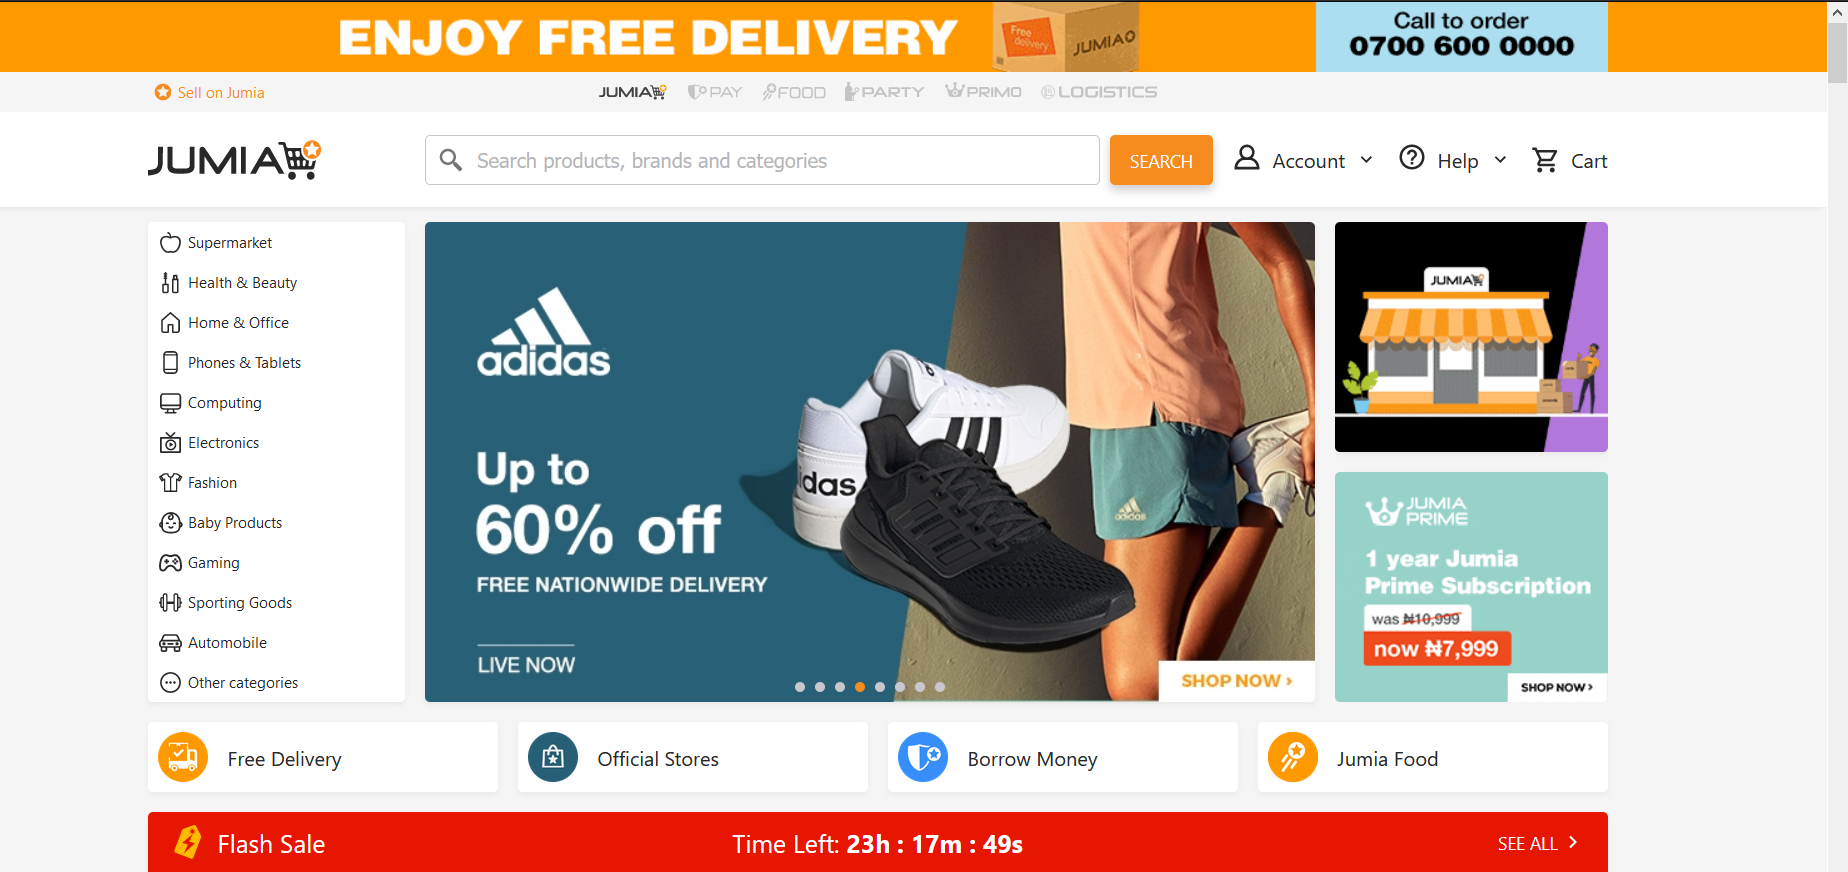 ENJOY FREE DELIVERY
Free
delivery
JUMIA
Call to order
0700 600 0000
Sell on Jumia
JUMIA
PAY
FOOD
PARTY
PRIMO
LOGISTICS
JUMIA
Search products, brands and categories
SEARCH
Account
Help
Cart
Supermarket
Health & Beauty
Home & Office
Phones & Tablets
Computing
Electronics
Fashion
Baby Products
Gaming
Sporting Goods
Automobile
Other categories
adidas
Up to
60% off
FREE NATIONWIDE DELIVERY
LIVE NOW
idas
adidas
SHOP NOW ›
JUMIA
JUMIA
PRIME
1 year Jumia
Prime Subscription
was ₦10,999
now ₦7,999
SHOP NOW ›
Free Delivery
Official Stores
Borrow Money
Jumia Food
Flash Sale
Time Left: 23h : 17m : 49s
SEE ALL